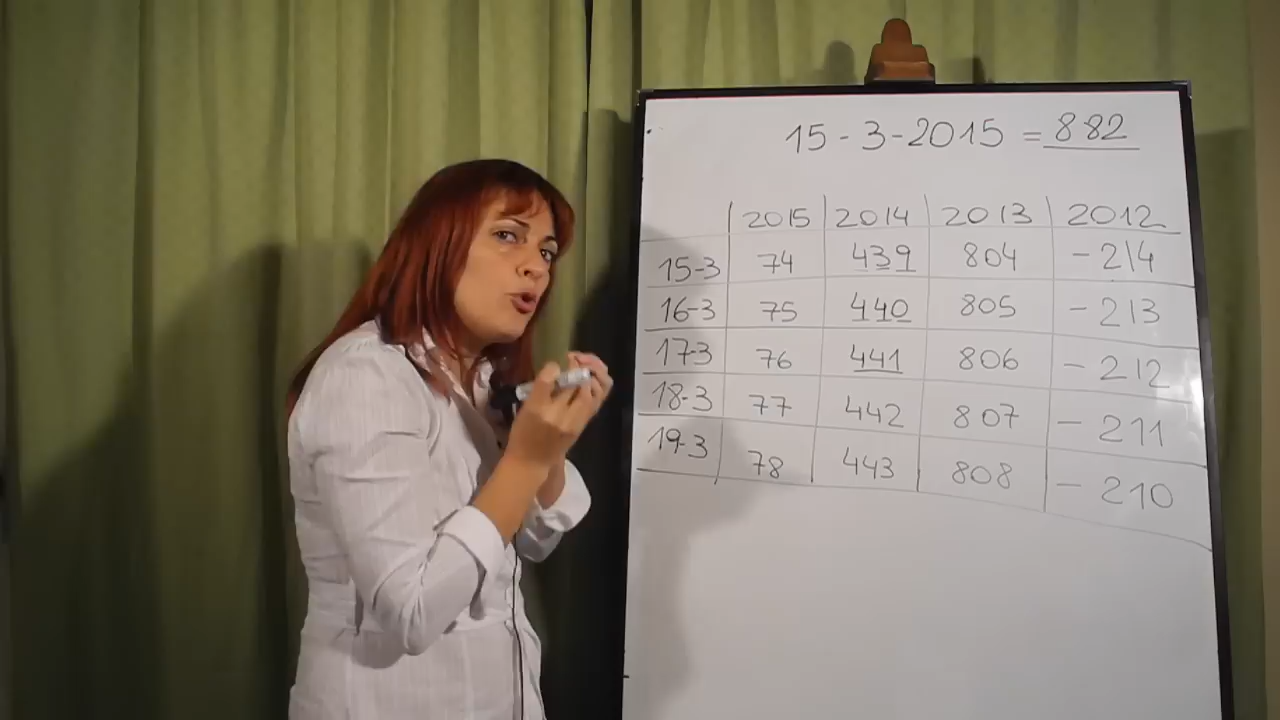 15-3-2015 = 882
2015 2014 2013 2012
15-3 74 439 804 -214
16-3 75 440 805 -213
17-3 76 441 806 -212
18-3 77 442 807 -211
19-3 78 443 808 -210